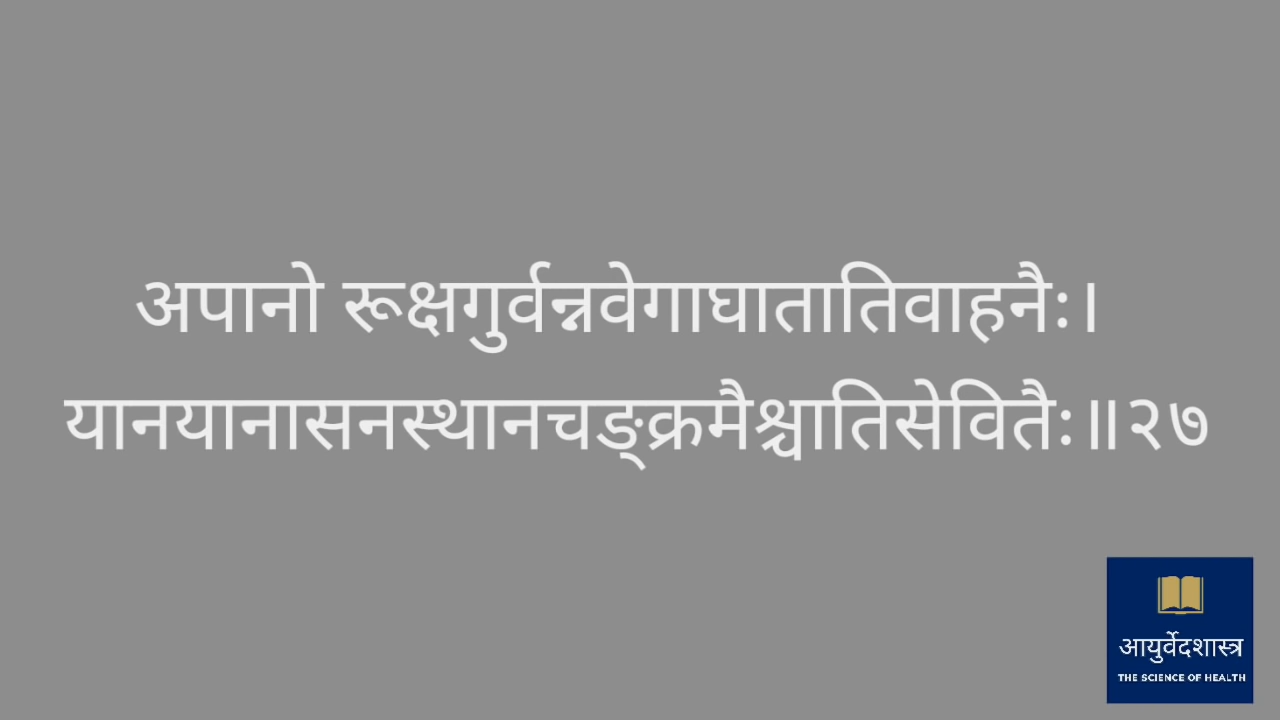 अपानो रूक्षगुर्वन्नवेगाघातातिवाहनैः।
यानयानासनस्थानचङ्क्रमैश्चातिसेवितैः॥२७
आयुर्वेदशास्त्र
THE SCIENCE OF HEALTH